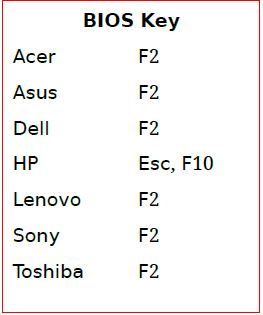 BIOS Key
Acer F2
Asus F2
Dell F2
HP Esc, F10
Lenovo F2
Sony F2
Toshiba F2